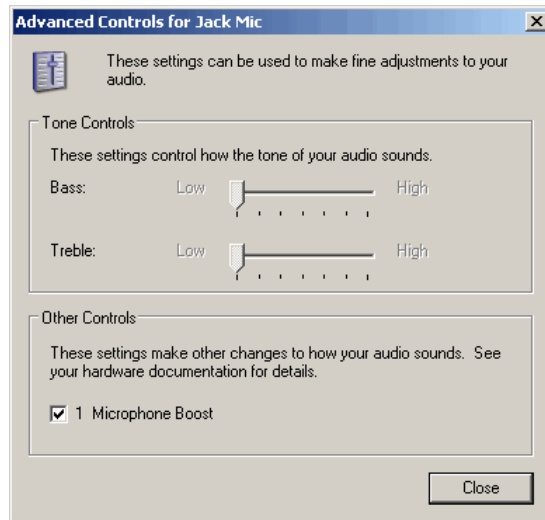 Advanced Controls for Jack Mic
These settings can be used to make fine adjustments to your
audio.
Tone Controls
These settings control how the tone of your audio sounds.
Bass: Low High
Treble: Low High
Other Controls
These settings make other changes to how your audio sounds. See
your hardware documentation for details.
1 Microphone Boost
Close